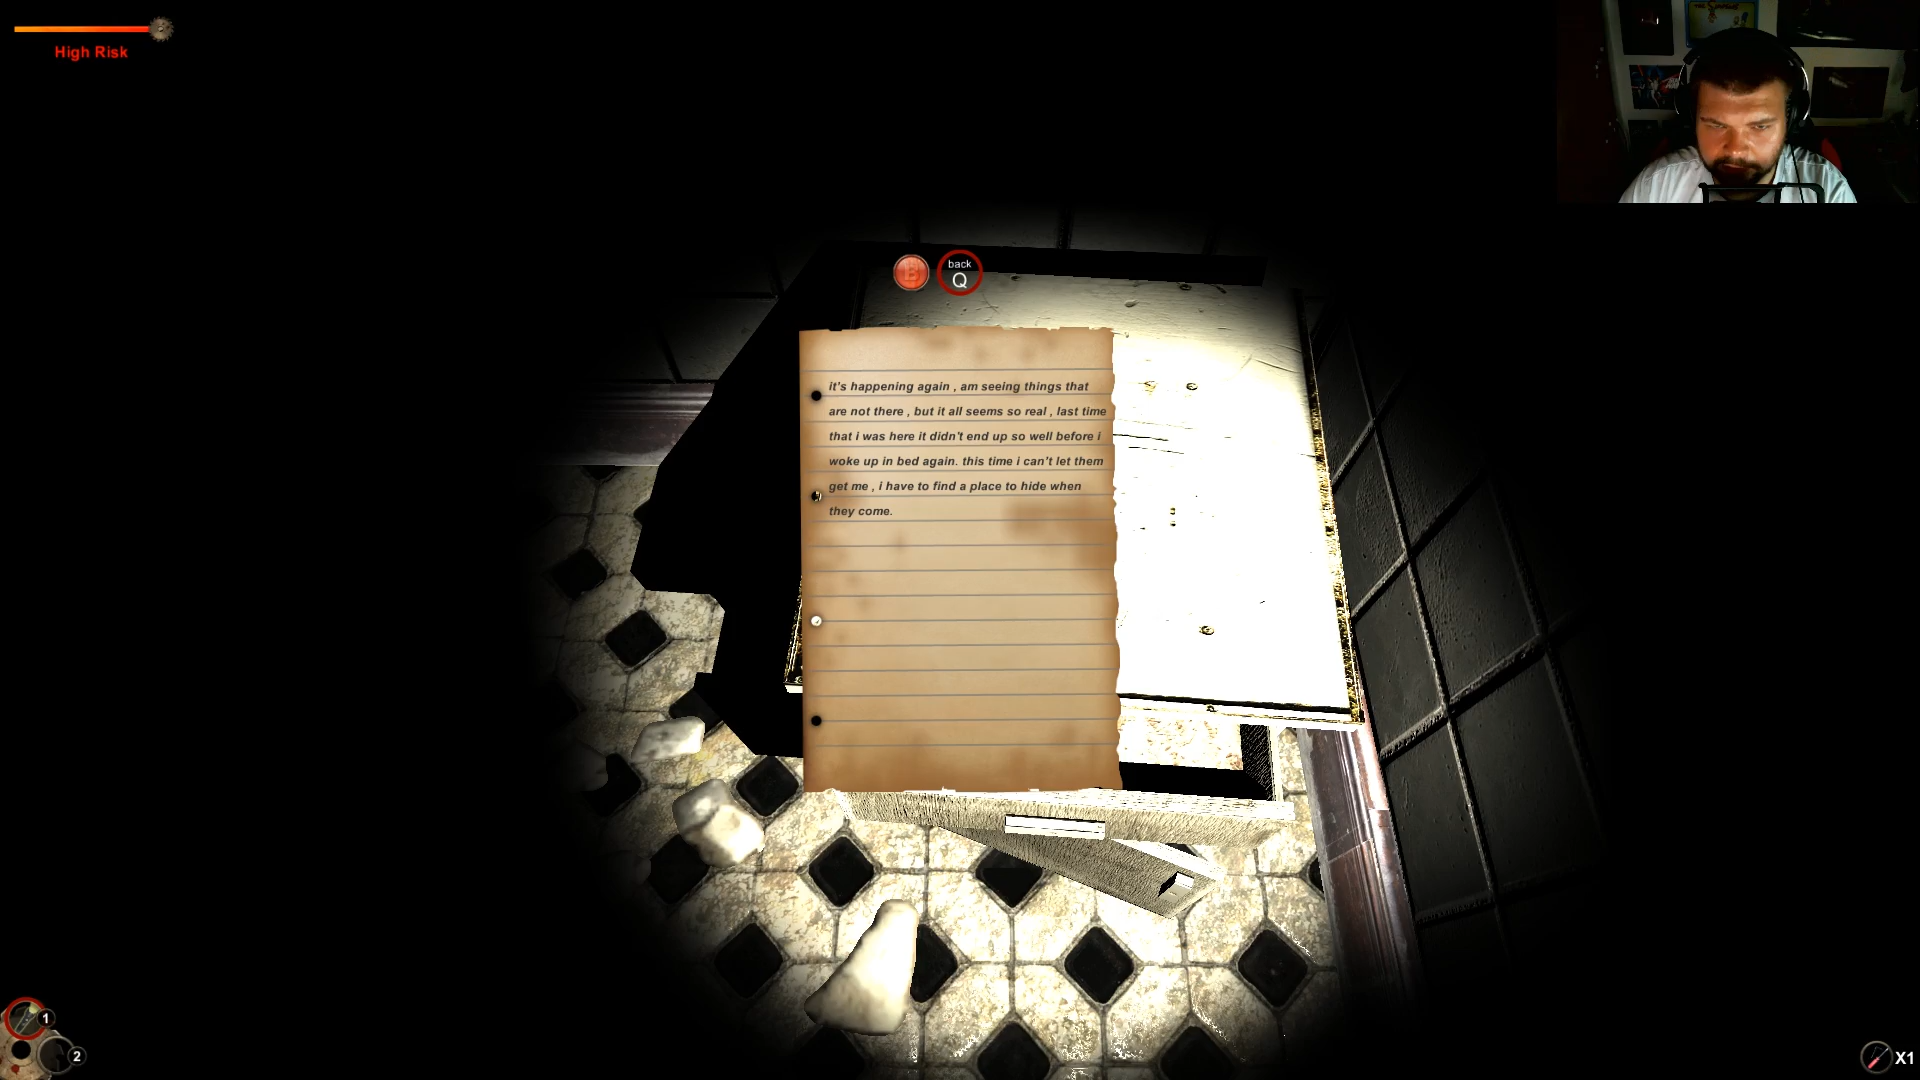 High Risk
B
back
Q
it's happening again , am seeing things that
are not there , but it all seems so real , last time
that i was here it didn't end up so well before i
woke up in bed again. this time i can't let them
get me , i have to find a place to hide when
they come.
1
2
X1